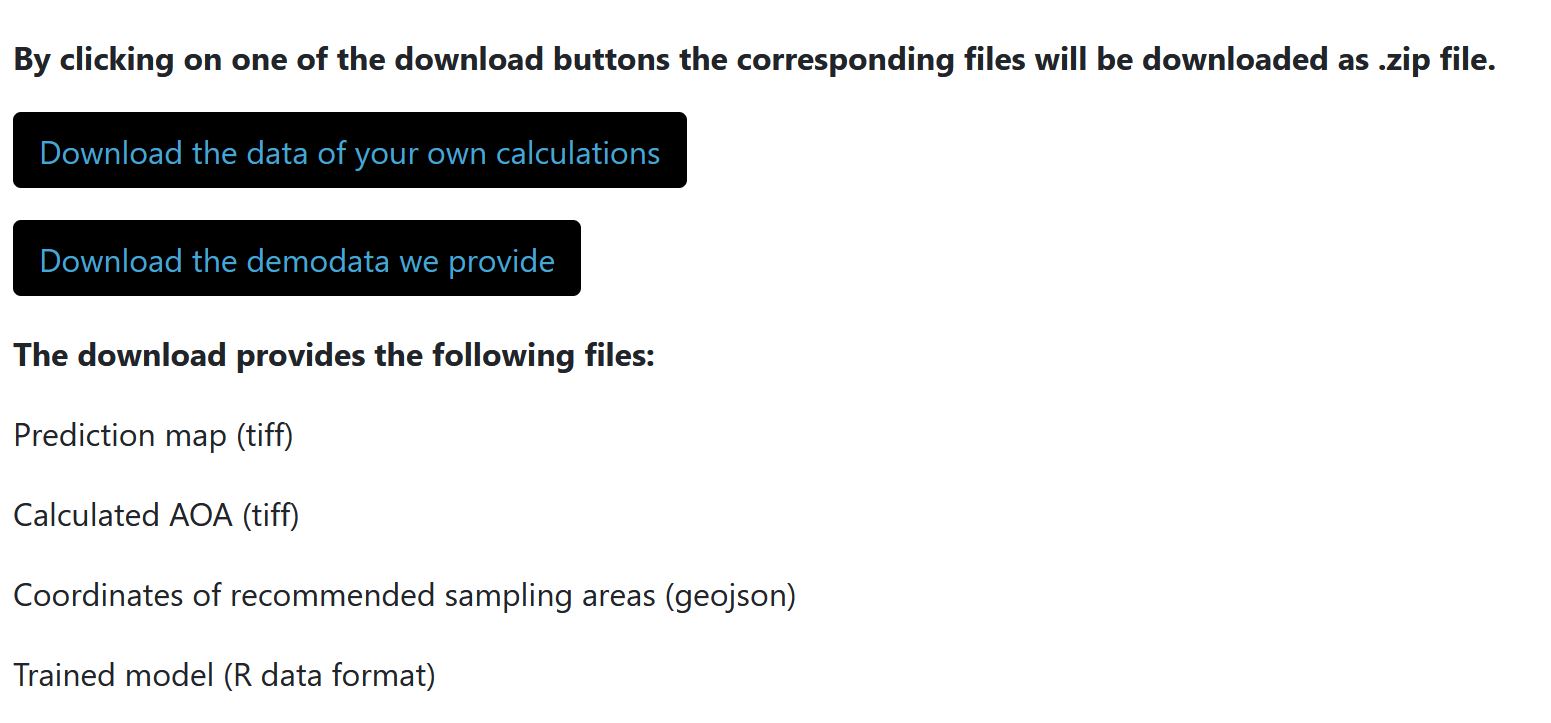 By clicking on one of the download buttons the corresponding files will be downloaded as .zip file.
Download the data of your own calculations
Download the demodata we provide
The download provides the following files:
Prediction map (tiff)
Calculated AOA (tiff)
Coordinates of recommended sampling areas (geojson)
Trained model (R data format)